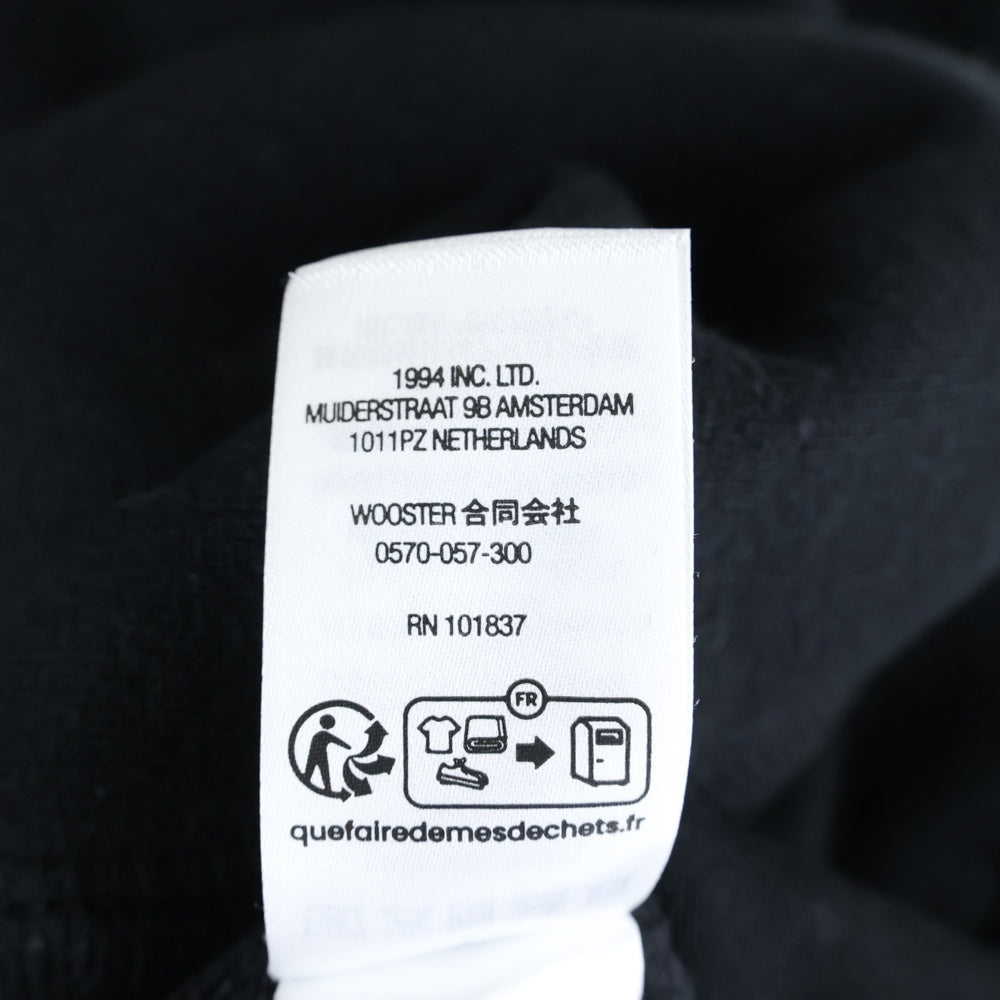 1994 INC. LTD.
MUIDERSTRAAT 9B AMSTERDAM
1011PZ NETHERLANDS
WOOSTER 合同会社
0570-057-300
RN 101837
FR
quefairedemesdechets.fr